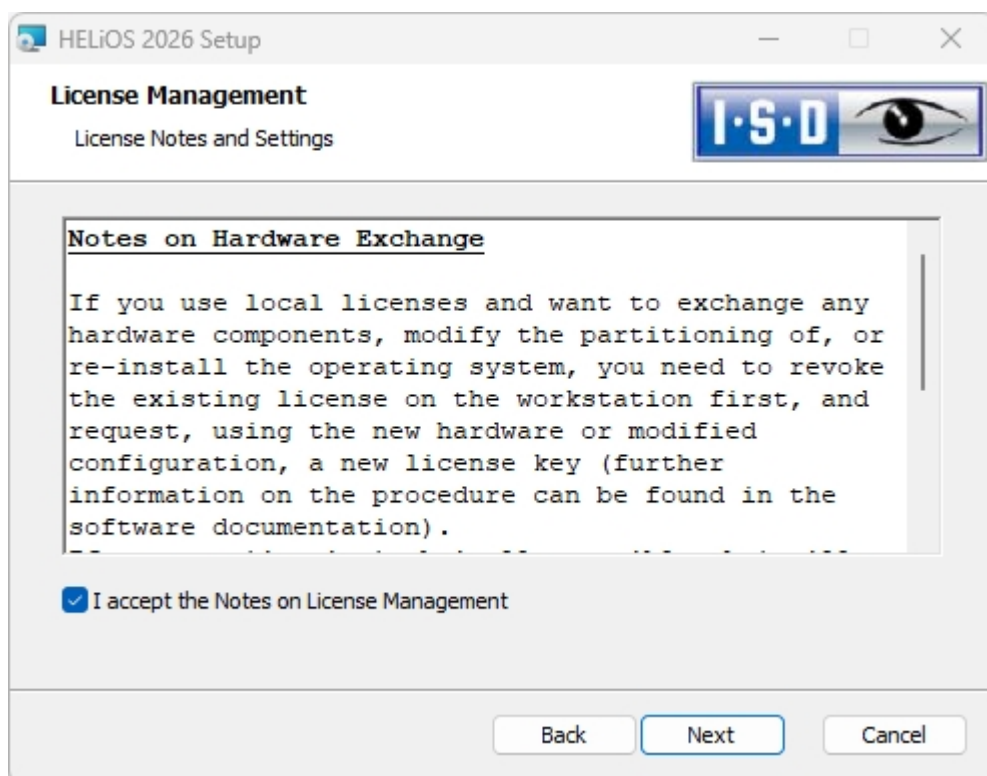 HELiOS 2026 Setup
License Management
License Notes and Settings
I·S·D
Notes on Hardware Exchange
If you use local licenses and want to exchange any
hardware components, modify the partitioning of, or
re-install the operating system, you need to revoke
the existing license on the workstation first, and
request, using the new hardware or modified
configuration, a new license key (further
information on the procedure can be found in the
software documentation).
I accept the Notes on License Management
Back
Next
Cancel